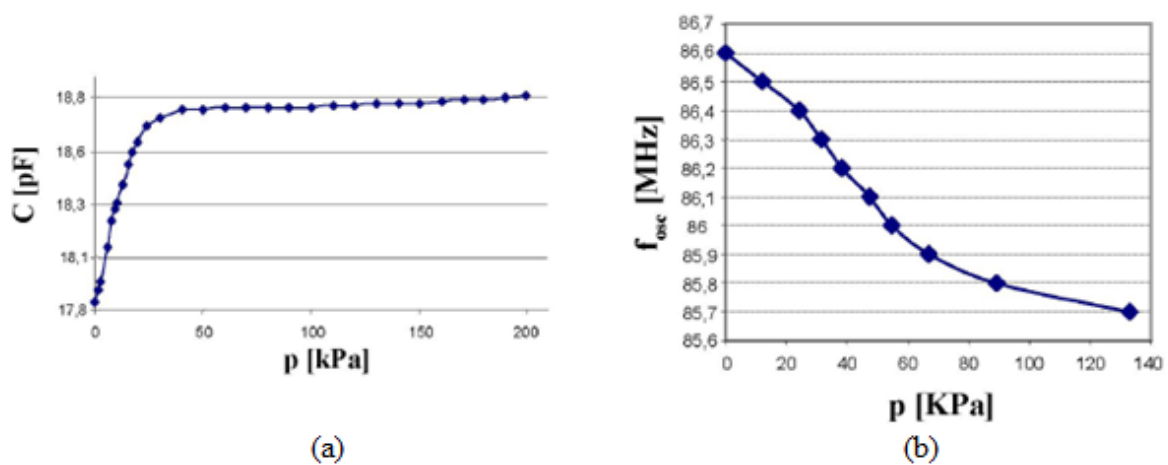 C [pF]
18,8
18,6
18,3
18,1
17,8
0 50 100 150 200
p [kPa]
(a)
f_osc [MHz]
86,7
86,6
86,5
86,4
86,3
86,2
86,1
86
85,9
85,8
85,7
85,6
0 20 40 60 80 100 120 140
p [KPa]
(b)